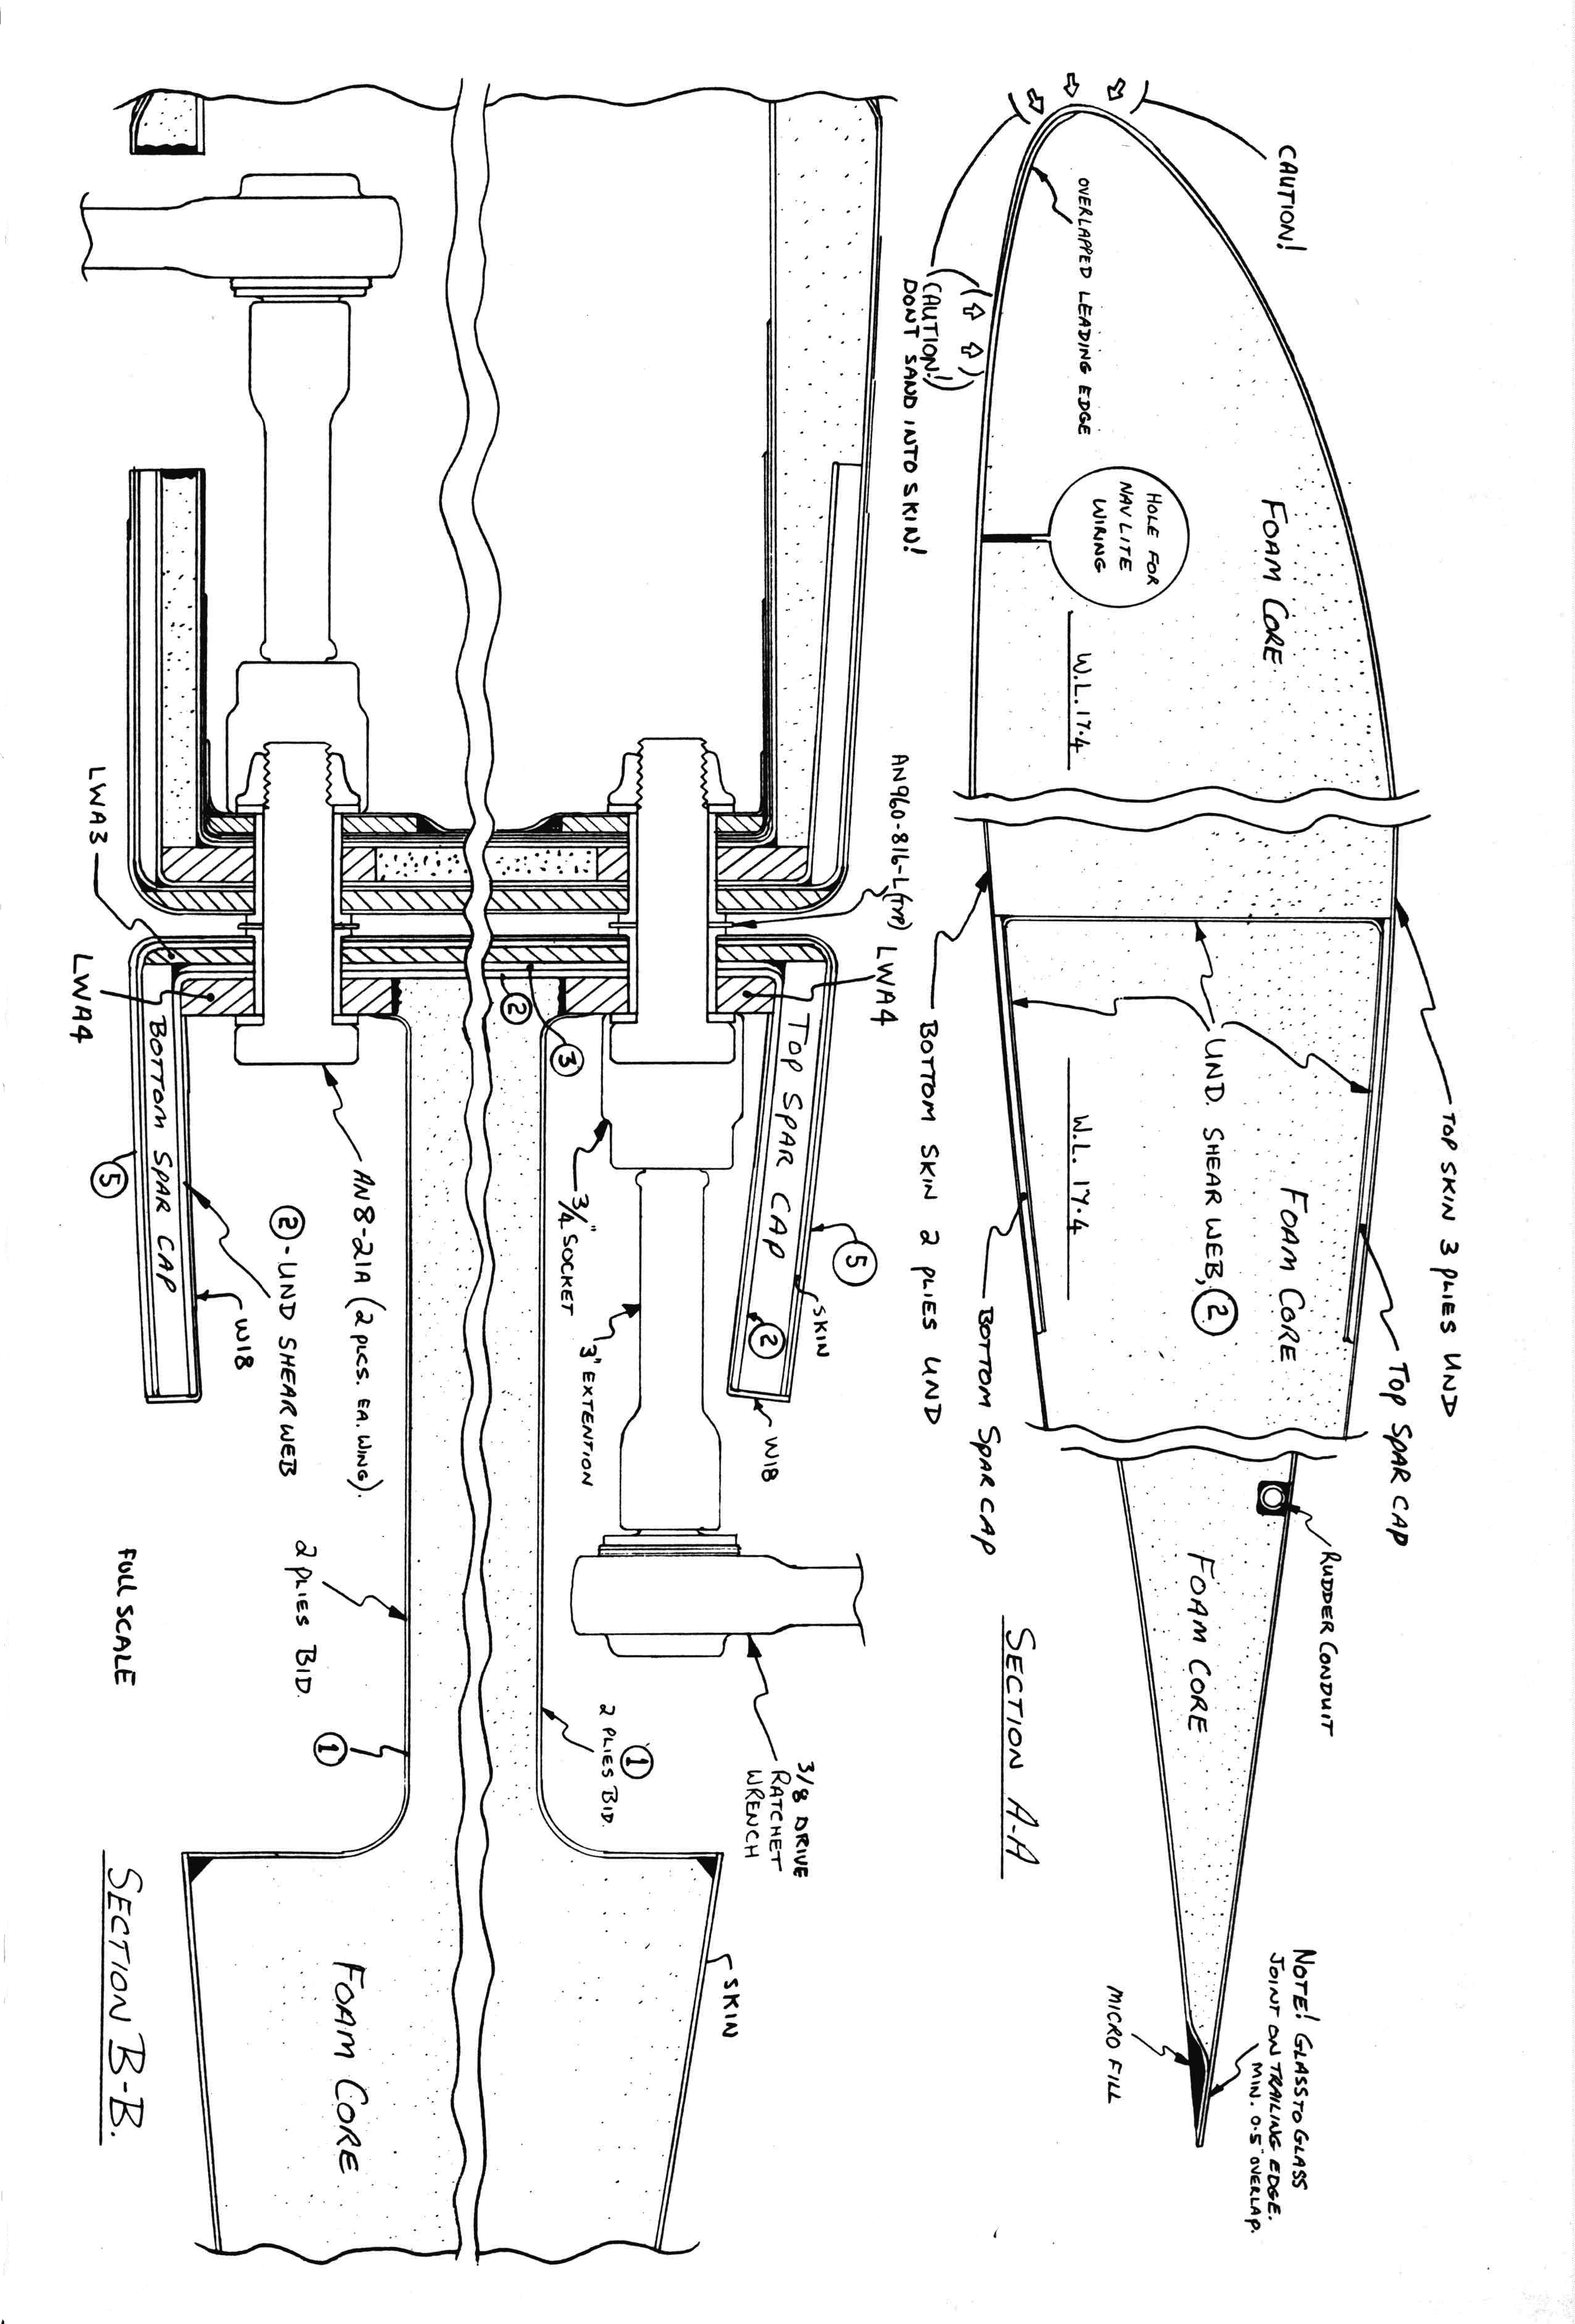 CAUTION!
OVERLAPPED LEADING EDGE
(CAUTION!)
DONT SAND INTO SKIN!
HOLE FOR
NAV LITE
WIRING
FOAM CORE
W.L. 17.4
TOP SKIN 3 PLIES UND
TOP SPAR CAP
UND. SHEAR WEB, 2
FOAM CORE
W.L. 17.4
BOTTOM SKIN 2 PLIES UND
BOTTOM SPAR CAP
RUDDER CONDUIT
FOAM CORE
NOTE! GLASS TO GLASS
JOINT ON TRAILING EDGE.
MIN. 0.5" OVERLAP.
MICRO FILL
SECTION A-A
AN960-816-L (TYP)
LWA4
TOP SPAR CAP
5
SKIN
2
W18
3
2
3/4" SOCKET
3" EXTENTION
3/8 DRIVE
RATCHET
WRENCH
1
2 PLIES BID.
SKIN
LWA3
LWA4
BOTTOM SPAR CAP
5
W18
2 - UND SHEAR WEB
AN8-21A (2 PLCS. EA. WING).
2 PLIES BID.
1
FULL SCALE
FOAM CORE
SECTION B-B.